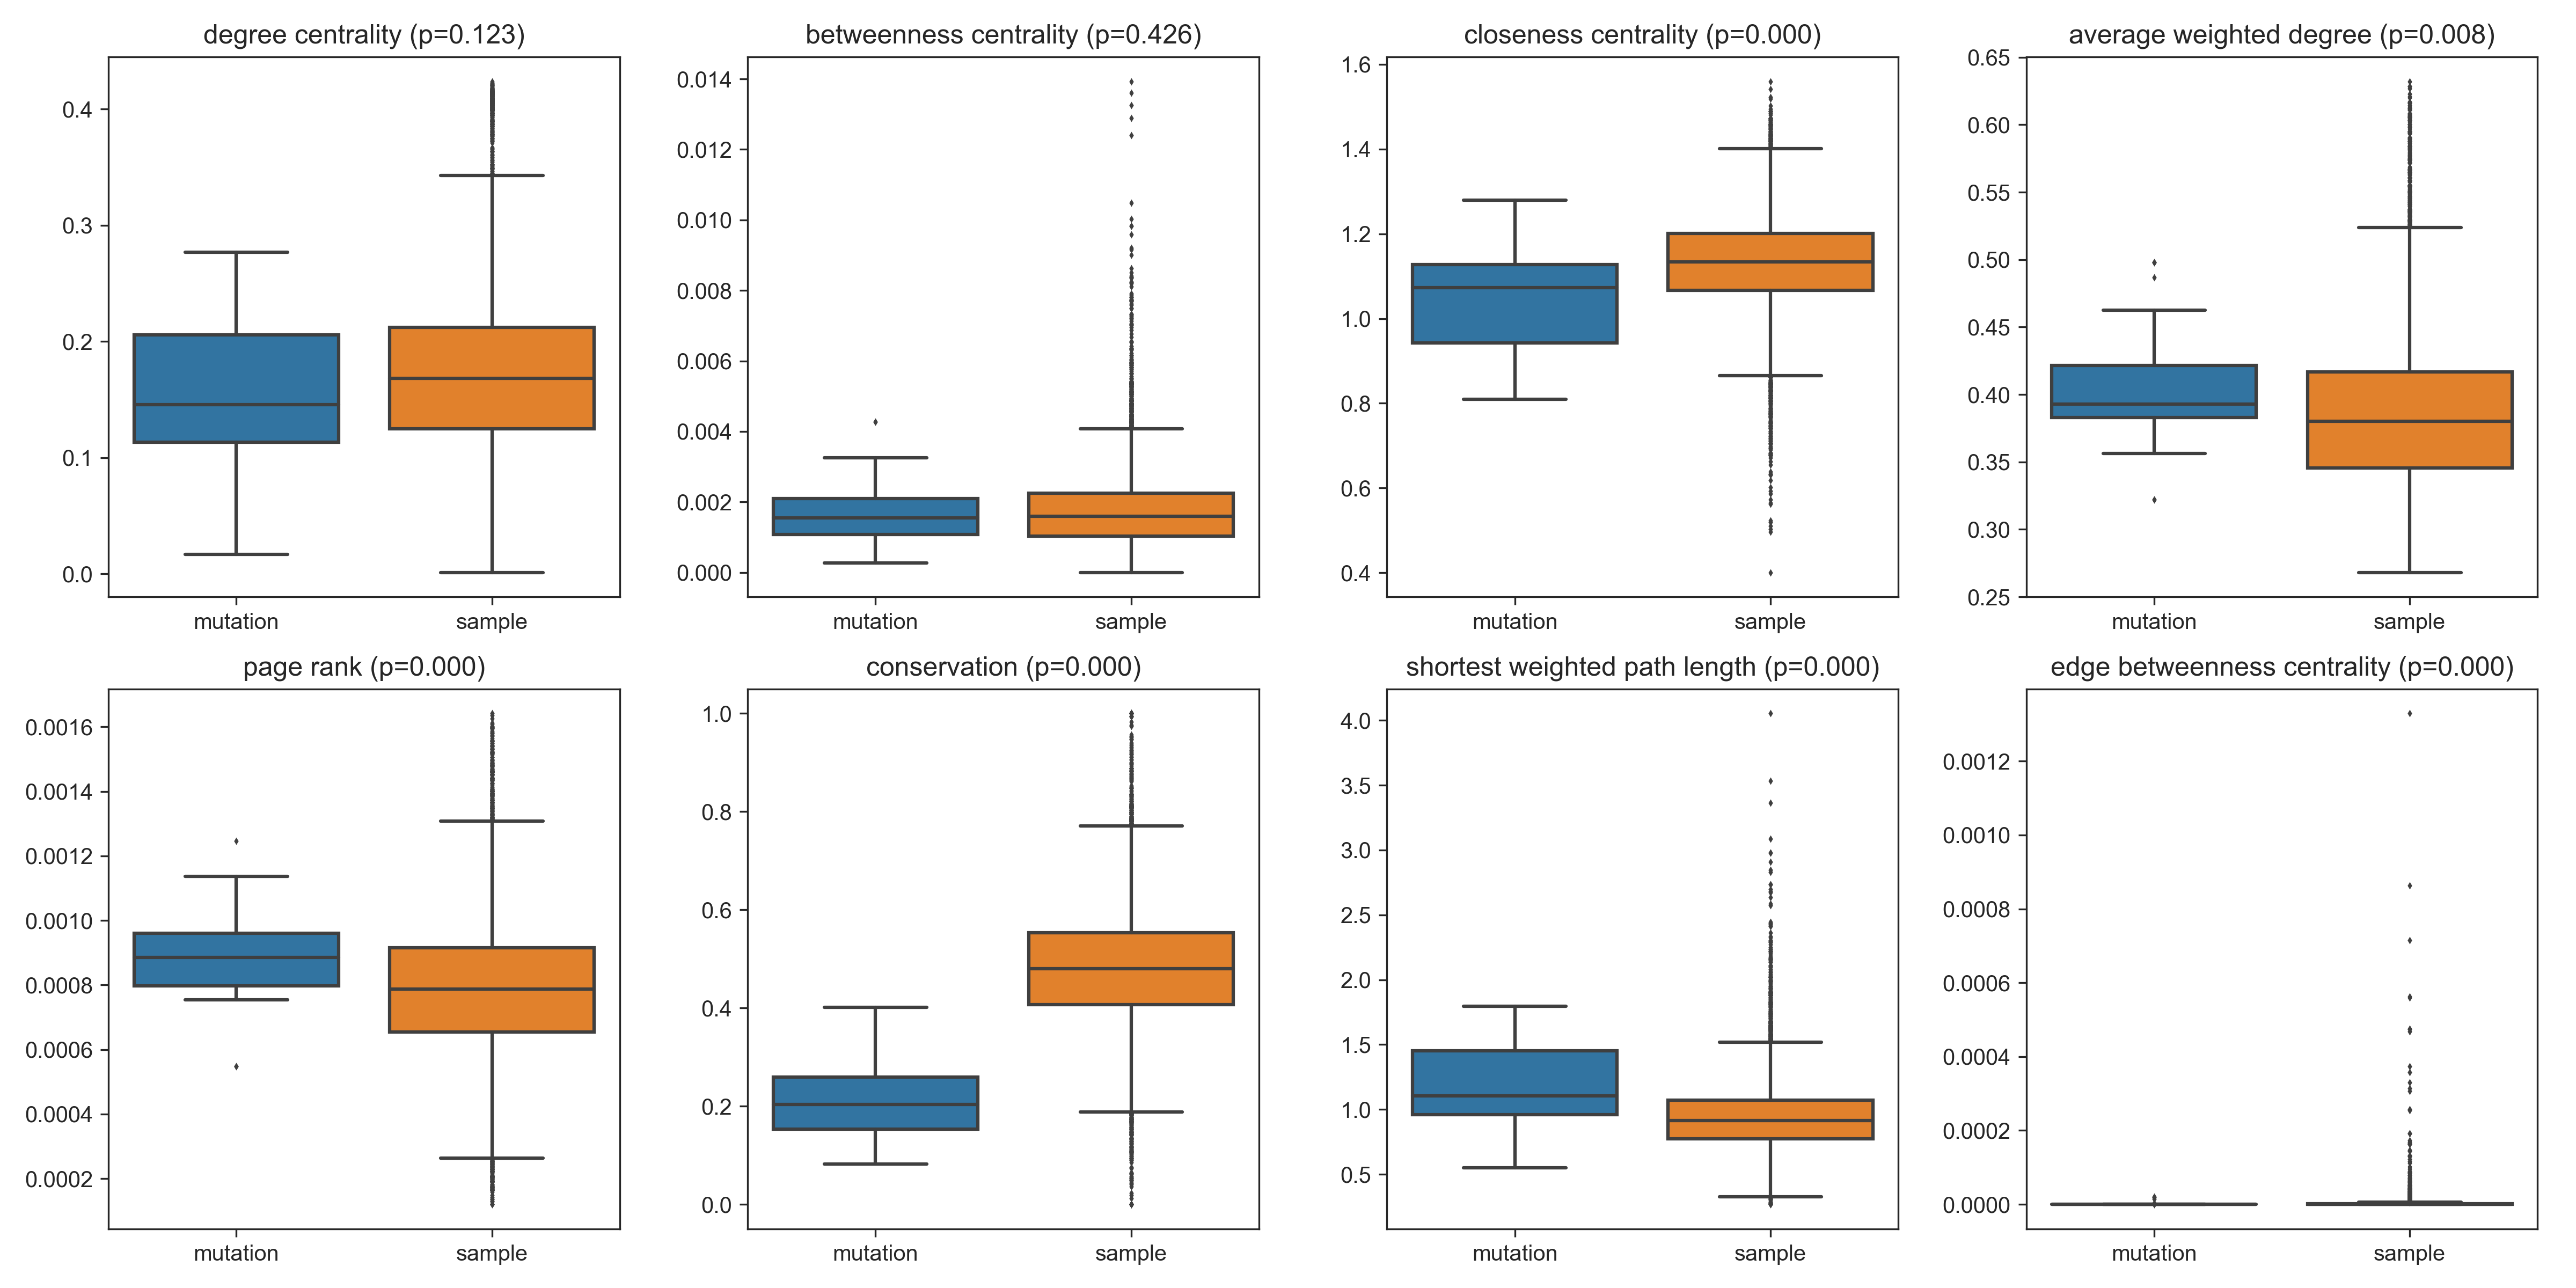 degree centrality (p=0.123)
0.4
0.3
0.2
0.1
0.0
mutation
sample
betweenness centrality (p=0.426)
0.014
0.012
0.010
0.008
0.006
0.004
0.002
0.000
mutation
sample
closeness centrality (p=0.000)
1.6
1.4
1.2
1.0
0.8
0.6
0.4
mutation
sample
average weighted degree (p=0.008)
0.65
0.60
0.55
0.50
0.45
0.40
0.35
0.30
0.25
mutation
sample
page rank (p=0.000)
0.0016
0.0014
0.0012
0.0010
0.0008
0.0006
0.0004
0.0002
mutation
sample
conservation (p=0.000)
1.0
0.8
0.6
0.4
0.2
0.0
mutation
sample
shortest weighted path length (p=0.000)
4.0
3.5
3.0
2.5
2.0
1.5
1.0
0.5
mutation
sample
edge betweenness centrality (p=0.000)
0.0012
0.0010
0.0008
0.0006
0.0004
0.0002
0.0000
mutation
sample